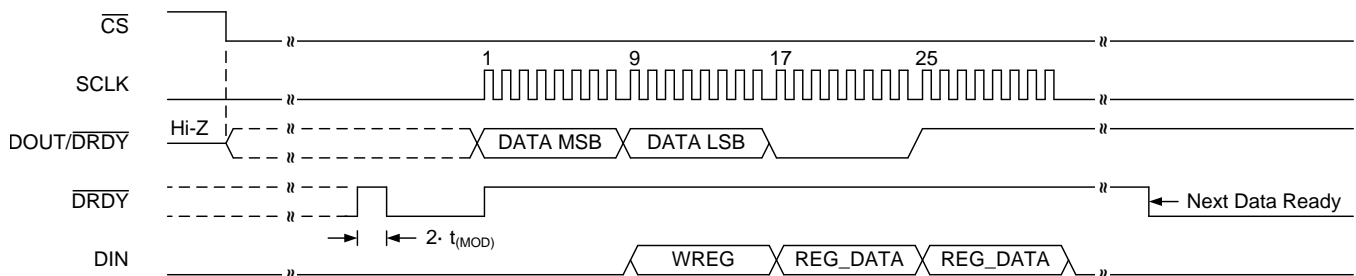 CS
1 9 17 25
SCLK
Hi-Z
DOUT/DRDY DATA MSB DATA LSB
DRDY Next Data Ready
2· t(MOD)
DIN WREG REG_DATA REG_DATA